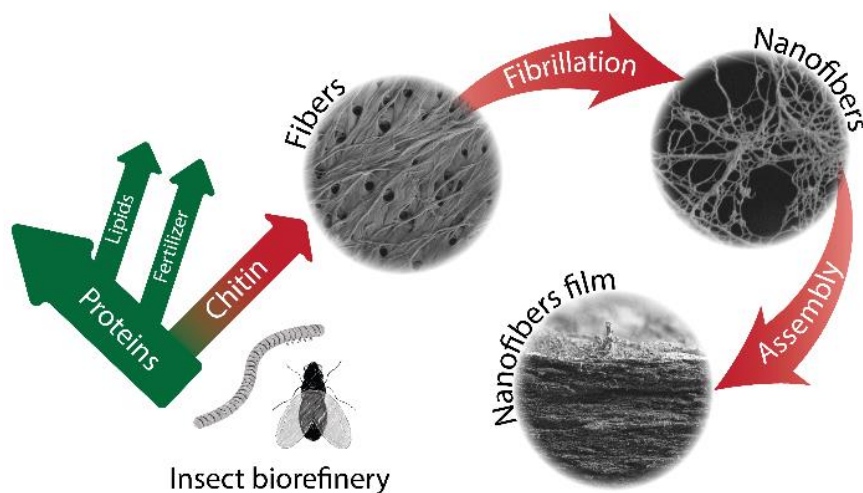 Lipids
Fertilizer
Proteins
Chitin
Insect biorefinery
Fibers
Fibrillation
Nanofibers
Assembly
Nanofibers film